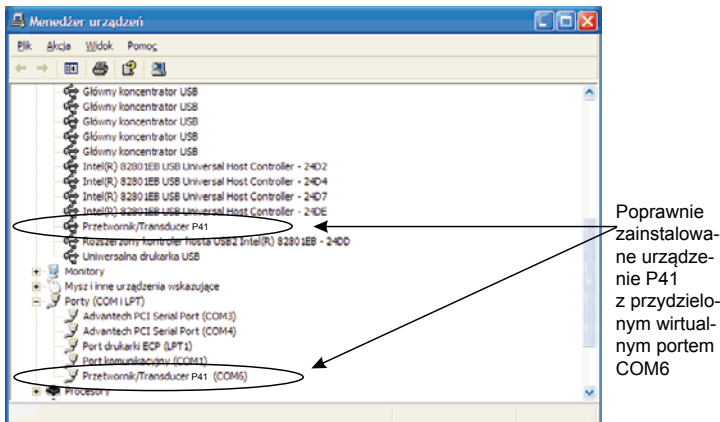 Menedżer urządzeń
Plik Akcja Widok Pomoc
Główny koncentrator USB
Główny koncentrator USB
Główny koncentrator USB
Główny koncentrator USB
Główny koncentrator USB
Intel(R) 82801EB USB Universal Host Controller - 24D2
Intel(R) 82801EB USB Universal Host Controller - 24D4
Intel(R) 82801EB USB Universal Host Controller - 24D7
Intel(R) 82801EB USB Universal Host Controller - 24DE
Przetwornik/Transducer P41
Rozszerzony kontroler hosta USB2 Intel(R) 82801EB - 24DD
Uniwersalna drukarka USB
Monitory
Mysz i inne urządzenia wskazujące
Porty (COM i LPT)
Advantech PCI Serial Port (COM3)
Advantech PCI Serial Port (COM4)
Port drukarki ECP (LPT1)
Port komunikacyjny (COM1)
Przetwornik/Transducer P41 (COM6)
Procesory
Poprawnie
zainstalowa-
ne urządze-
nie P41
z przydzielo-
nym wirtual-
nym portem
COM6